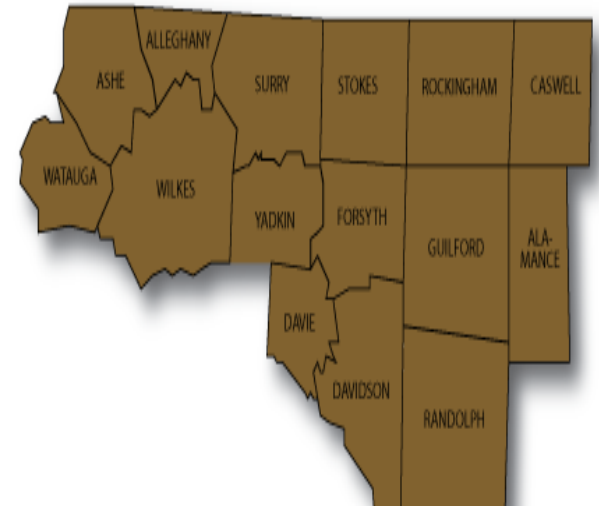 ALLEGHANY
ASHE
SURRY
STOKES
ROCKINGHAM
CASWELL
WATAUGA
WILKES
YADKIN
FORSYTH
GUILFORD
ALA-
MANCE
DAVIE
DAVIDSON
RANDOLPH